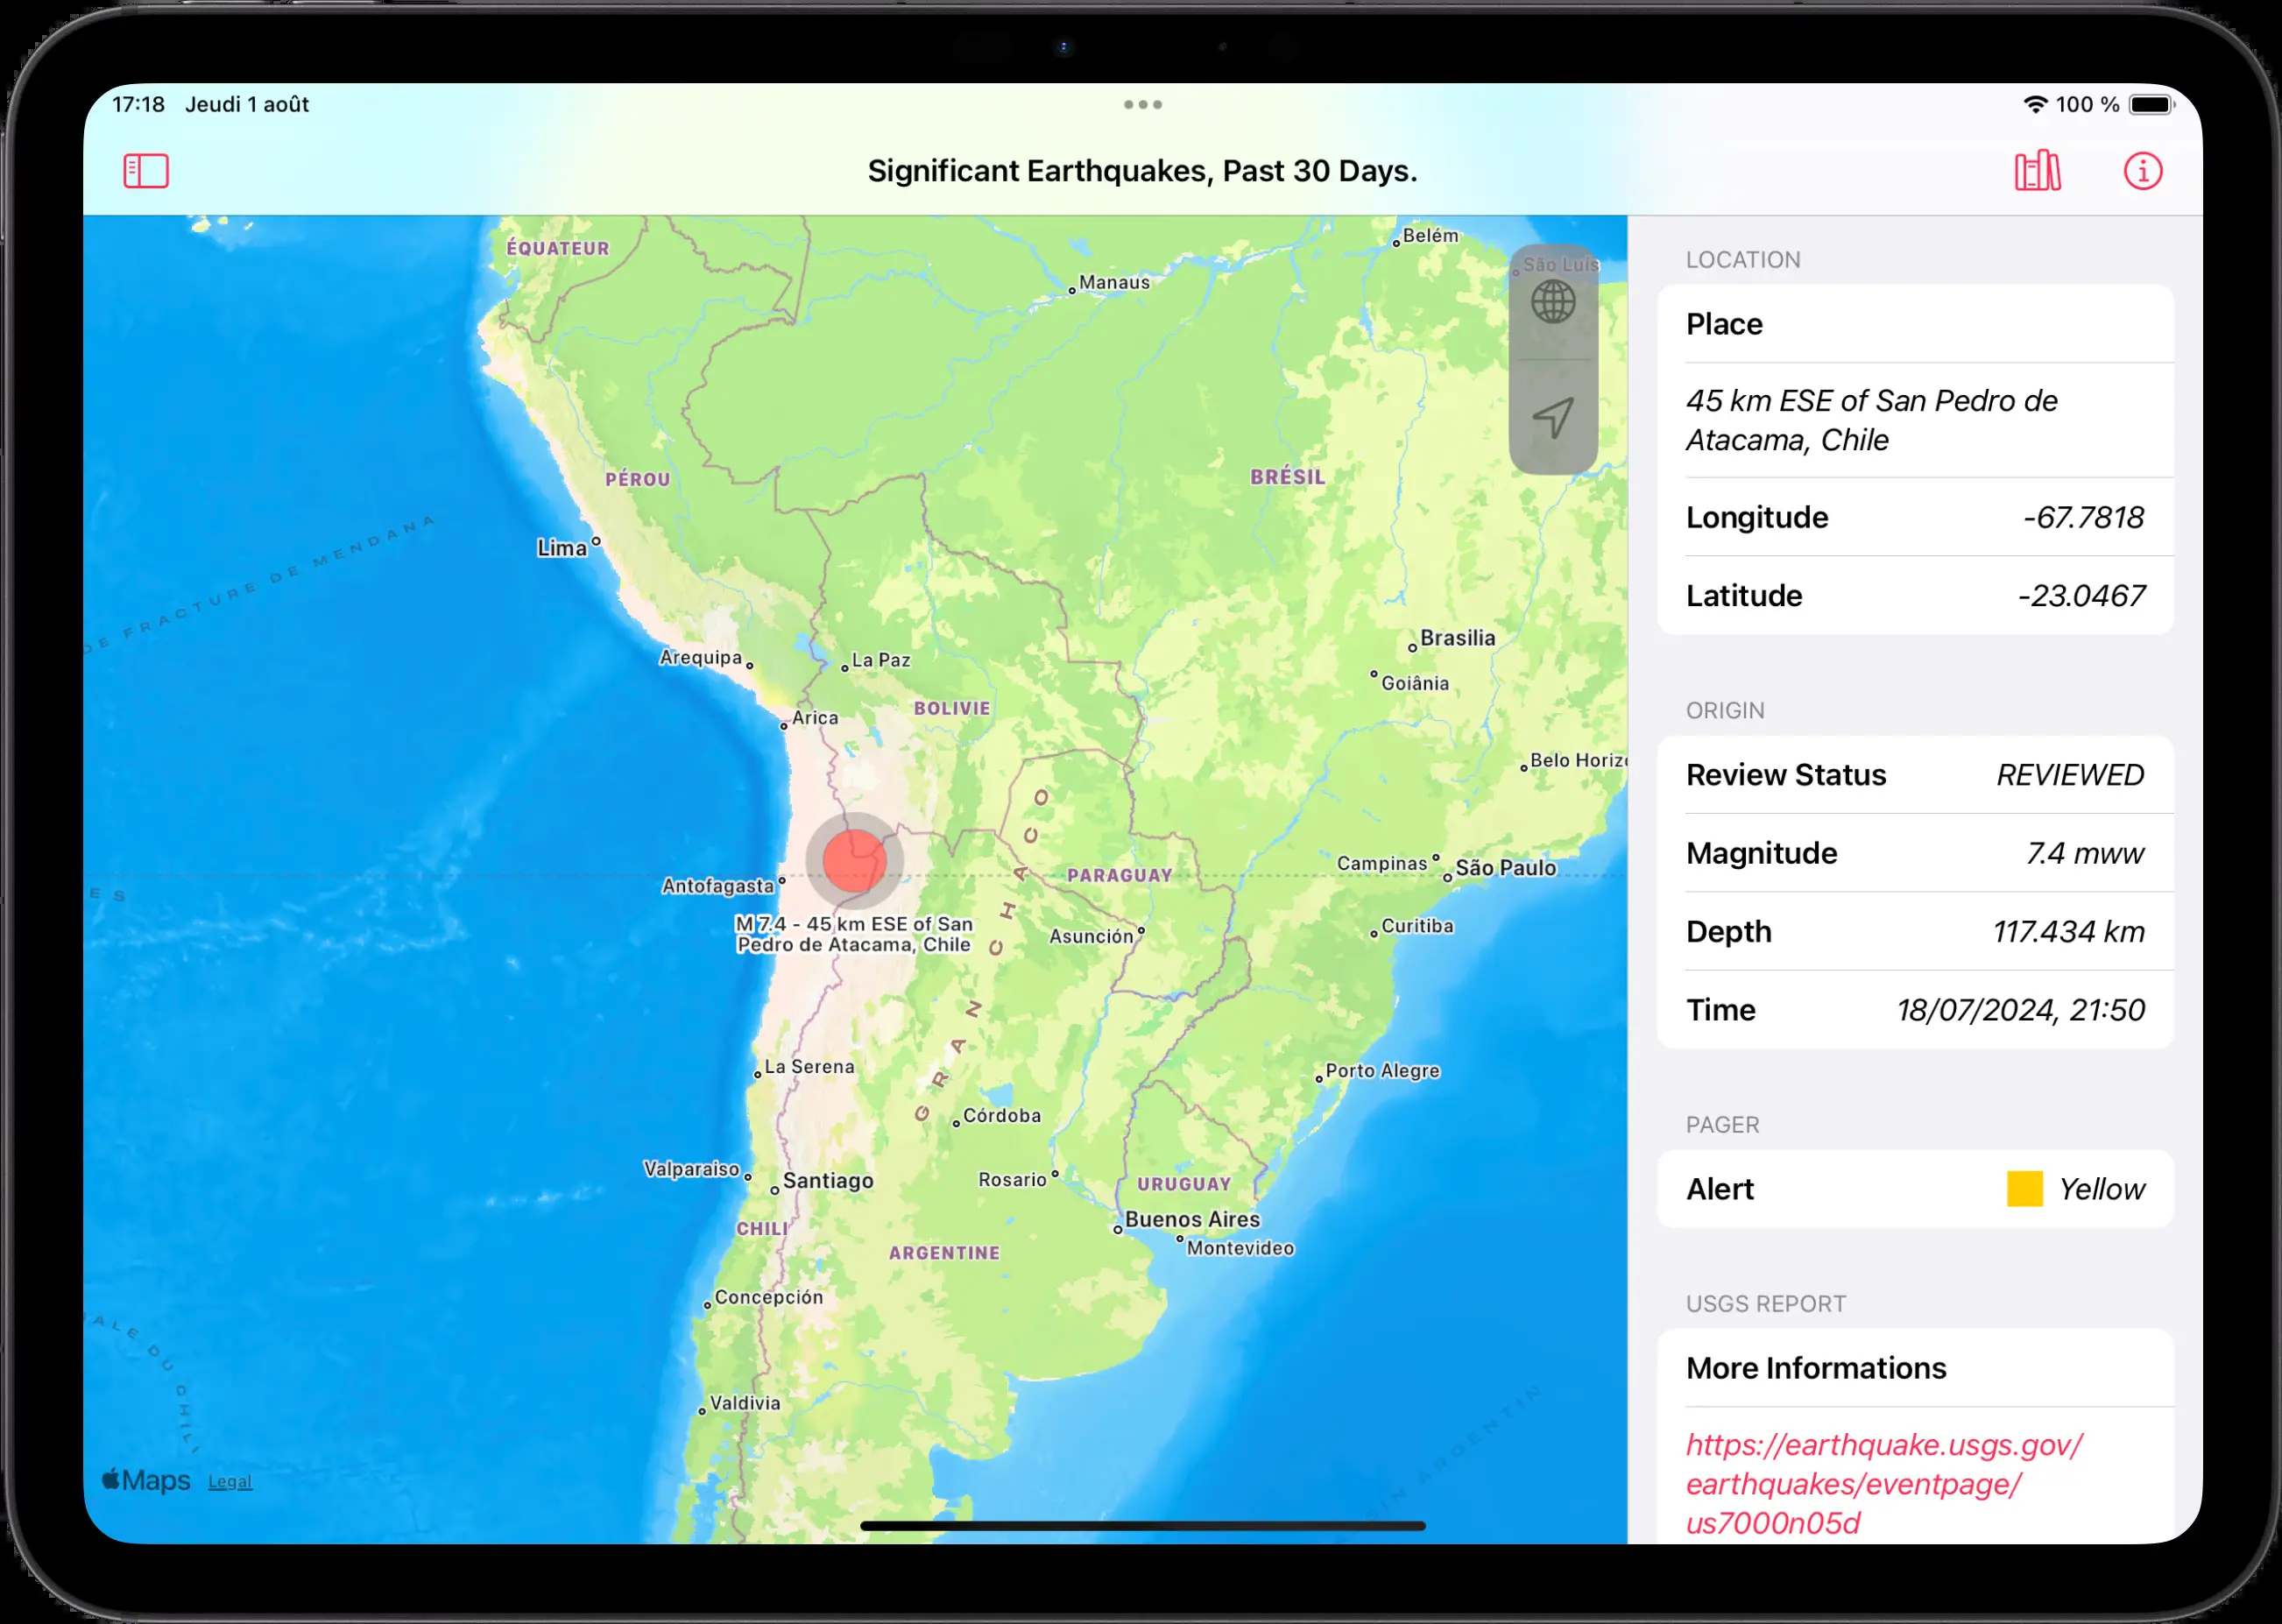 17:18 Jeudi 1 août
100 %
Significant Earthquakes, Past 30 Days.
ÉQUATEUR
Belém
São Luís
Manaus
PÉROU
BRÉSIL
Lima
DE FRACTURE DE MENDANA
Brasilia
Arequipa
La Paz
Goiânia
BOLIVIE
Arica
Belo Horiz
GRAN CHACO
Campinas
São Paulo
PARAGUAY
Antofagasta
ES
M 7.4 - 45 km ESE of San
Pedro de Atacama, Chile
Curitiba
Asunción
La Serena
Porto Alegre
Córdoba
Valparaiso
Santiago
Rosario
URUGUAY
CHILI
Buenos Aires
Montevideo
ARGENTINE
Concepción
ALE DU CHILI
Valdivia
SIN ARGENTIN
Maps Legal
LOCATION
Place
45 km ESE of San Pedro de
Atacama, Chile
Longitude -67.7818
Latitude -23.0467
ORIGIN
Review Status REVIEWED
Magnitude 7.4 mww
Depth 117.434 km
Time 18/07/2024, 21:50
PAGER
Alert Yellow
USGS REPORT
More Informations
https://earthquake.usgs.gov/
earthquakes/eventpage/
us7000n05d